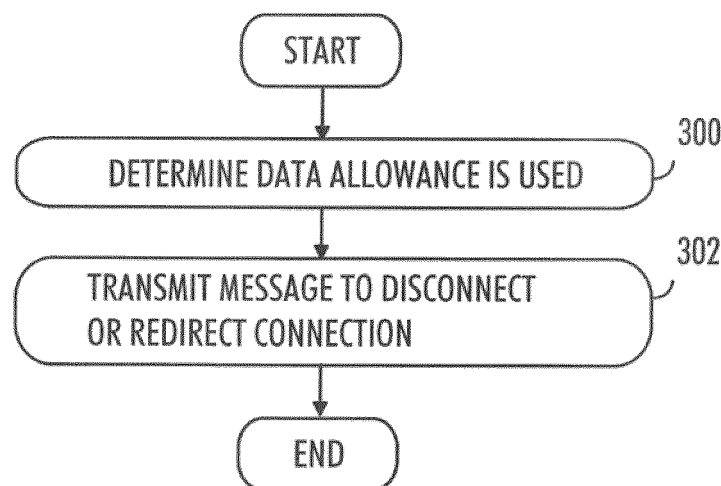 START
300
DETERMINE DATA ALLOWANCE IS USED
302
TRANSMIT MESSAGE TO DISCONNECT
OR REDIRECT CONNECTION
END